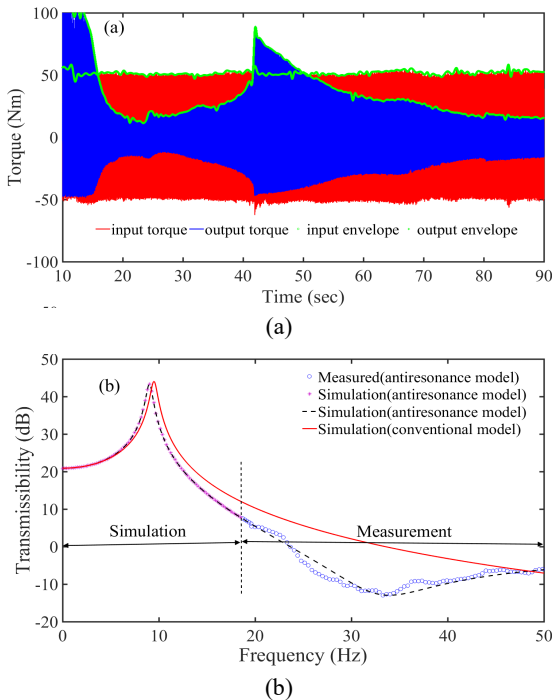 (a)
100
50
0
-50
-100
Torque (Nm)
input torque output torque input envelope output envelope
10 20 30 40 50 60 70 80 90
Time (sec)
(a)
50
40
30
20
10
0
-10
-20
Transmissibility (dB)
(b)
Measured(antiresonance model)
Simulation(antiresonance model)
Simulation(antiresonance model)
Simulation(conventional model)
Simulation Measurement
0 10 20 30 40 50
Frequency (Hz)
(b)